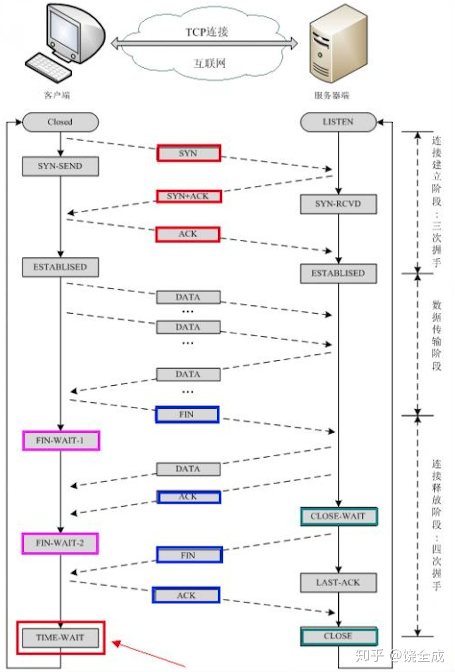 TCP连接
互联网
客户端
服务器端
Closed
LISTEN
SYN
SYN-SEND
SYN+ACK
SYN-RCVD
ACK
ESTABLISED
ESTABLISED
连接建立阶段：三次握手
DATA
...
DATA
...
DATA
...
数据传输阶段
FIN
FIN-WAIT-1
DATA
ACK
CLOSE-WAIT
FIN-WAIT-2
FIN
LAST-ACK
ACK
连接释放阶段：四次握手
TIME-WAIT
CLOSE
知乎 @饶全成